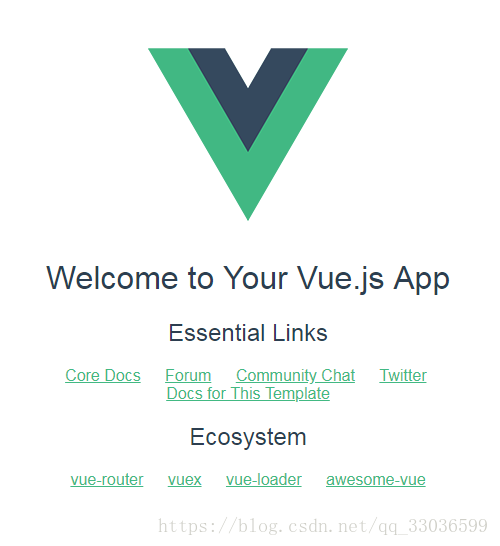 Welcome to Your Vue.js App
Essential Links
Core Docs Forum Community Chat Twitter
Docs for This Template
Ecosystem
vue-router vuex vue-loader awesome-vue
https://blog.csdn.net/qq_33036599